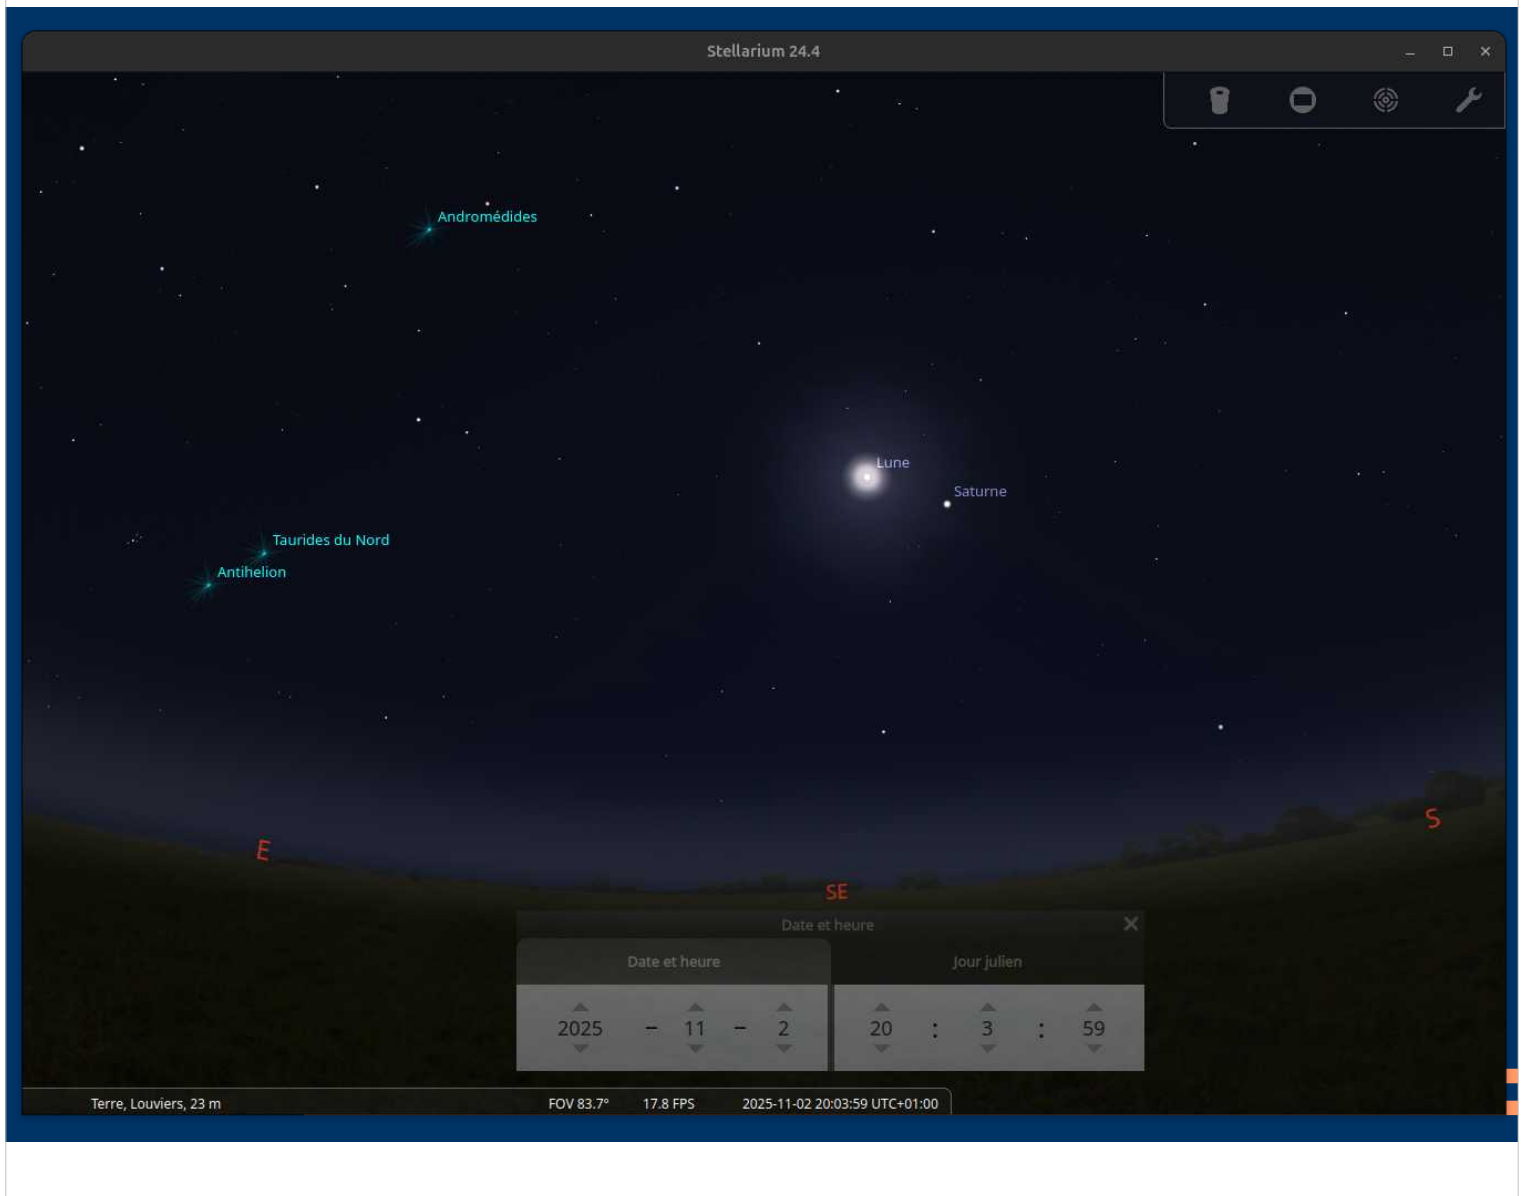 Stellarium 24.4
Andromédides
Lune
Saturne
Taurides du Nord
Antihelion
E
S
SE
Date et heure
Date et heure
Jour julien
2025 - 11 - 2
20 : 3 : 59
Terre, Louviers, 23 m
FOV 83.7°
17.8 FPS
2025-11-02 20:03:59 UTC+01:00